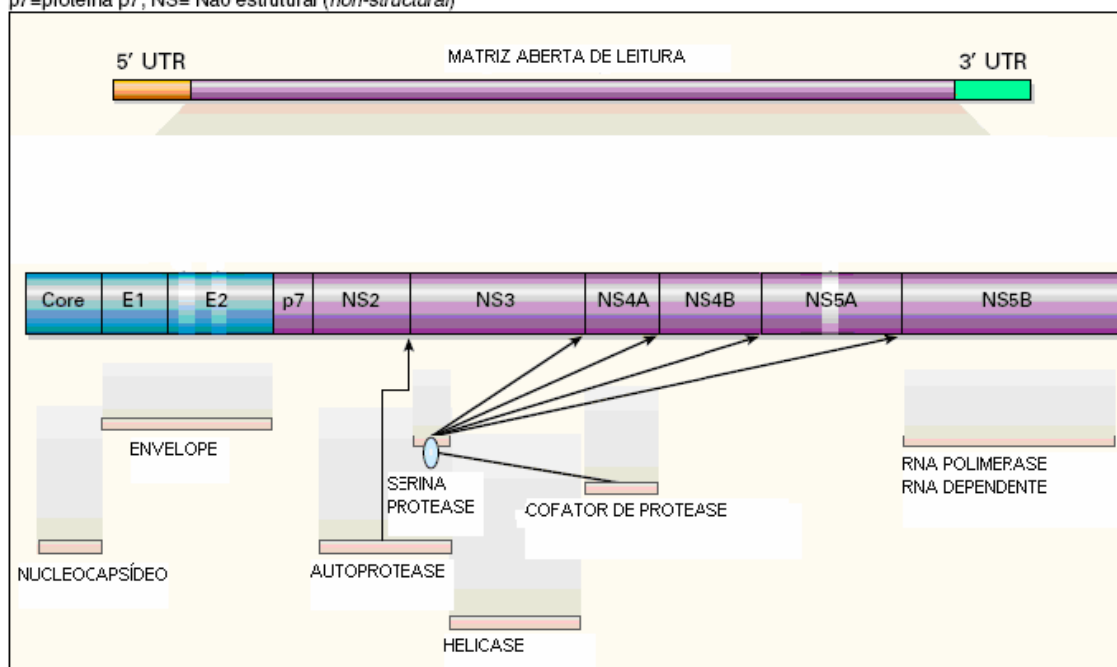 p7=proteína p7; NS= Não estrutural (non-structural)
MATRIZ ABERTA DE LEITURA
5' UTR
3' UTR
Core
E1
E2
p7
NS2
NS3
NS4A
NS4B
NS5A
NS5B
ENVELOPE
SERINA
PROTEASE
RNA POLIMERASE
RNA DEPENDENTE
COFATOR DE PROTEASE
NUCLEOCAPSÍDEO
AUTOPROTEASE
HELICASE